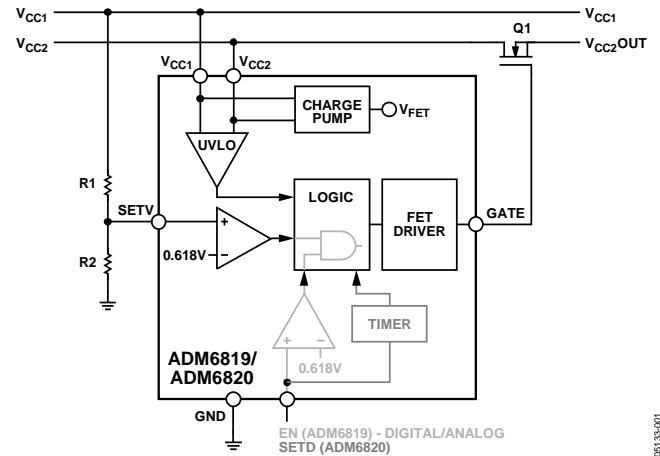 VCC1
VCC1
VCC2
Q1
VCC2OUT
VCC1
VCC2
CHARGE
PUMP
VFET
UVLO
R1
LOGIC
SETV
+
FET
DRIVER
GATE
0.618V
–
R2
TIMER
+
–
0.618V
ADM6819/
ADM6820
GND
EN (ADM6819) - DIGITAL/ANALOG
SETD (ADM6820)
05133-001